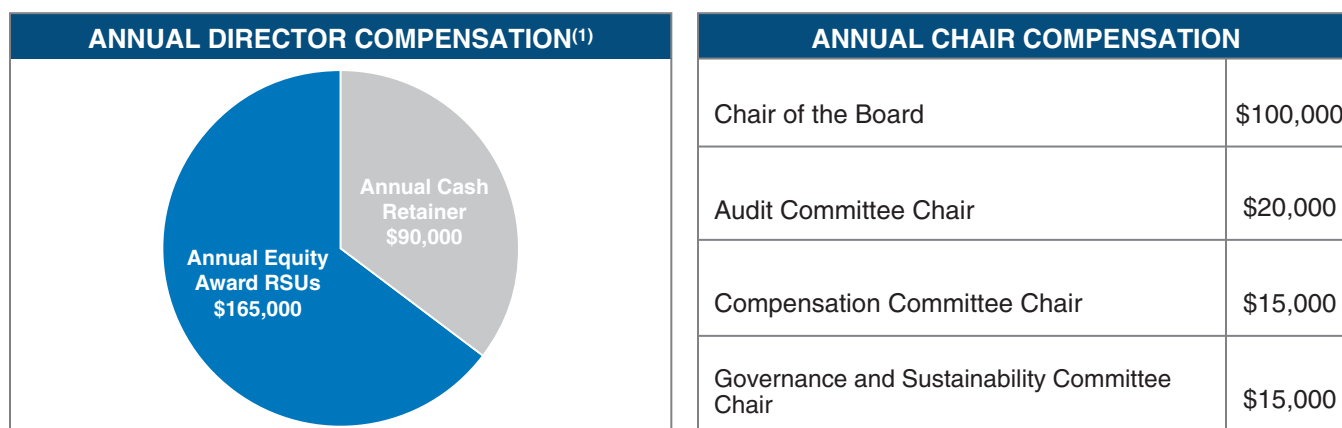 ANNUAL DIRECTOR COMPENSATION(1)
Annual Cash
Retainer
$90,000
Annual Equity
Award RSUs
$165,000
ANNUAL CHAIR COMPENSATION
Chair of the Board $100,000
Audit Committee Chair $20,000
Compensation Committee Chair $15,000
Governance and Sustainability Committee
Chair $15,000